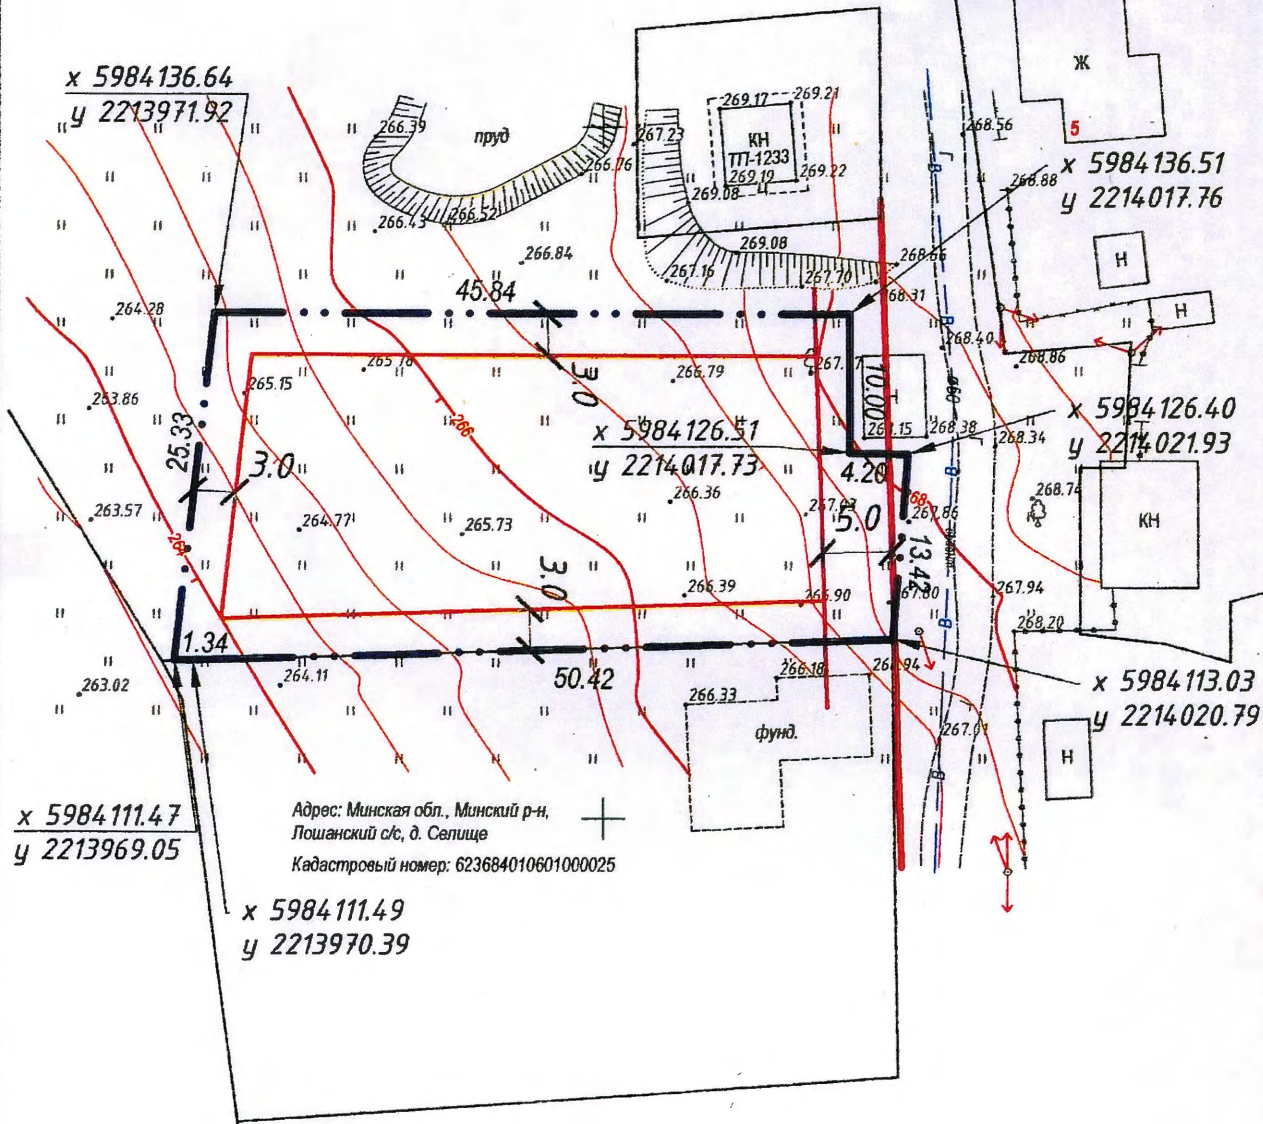 x 5984136.64
y 2213971.92
266.39
пруд
266.76
267.23
269.17
269.21
КН
ТП-1233
269.19
269.22
269.08
Ж
5
268.56
268.88
x 5984136.51
y 2214017.76
Г
В
266.43
266.52
266.84
269.08
267.16
267.70
268.66
268.31
Н
Н
264.28
45.84
В
268.40
268.86
265.15
3.0
266.79
10.00
Н
263.86
266
25.33
3.0
x 5984126.51
y 2214017.73
268.15
268.38
268.34
x 5984126.40
y 2214021.93
4.20
В
268.74
263.57
264.77
265.73
266.36
5.0
267.86
КН
264
3.0
13.42
266.39
267.94
1.34
В
268.20
263.02
264.11
50.42
266.18
266.33
фунд.
x 5984113.03
y 2214020.79
Н
В
x 5984111.47
y 2213969.05
Адрес: Минская обл., Минский р-н,
Лошанский с/с, д. Селище
Кадастровый номер: 623684010601000025
x 5984111.49
y 2213970.39